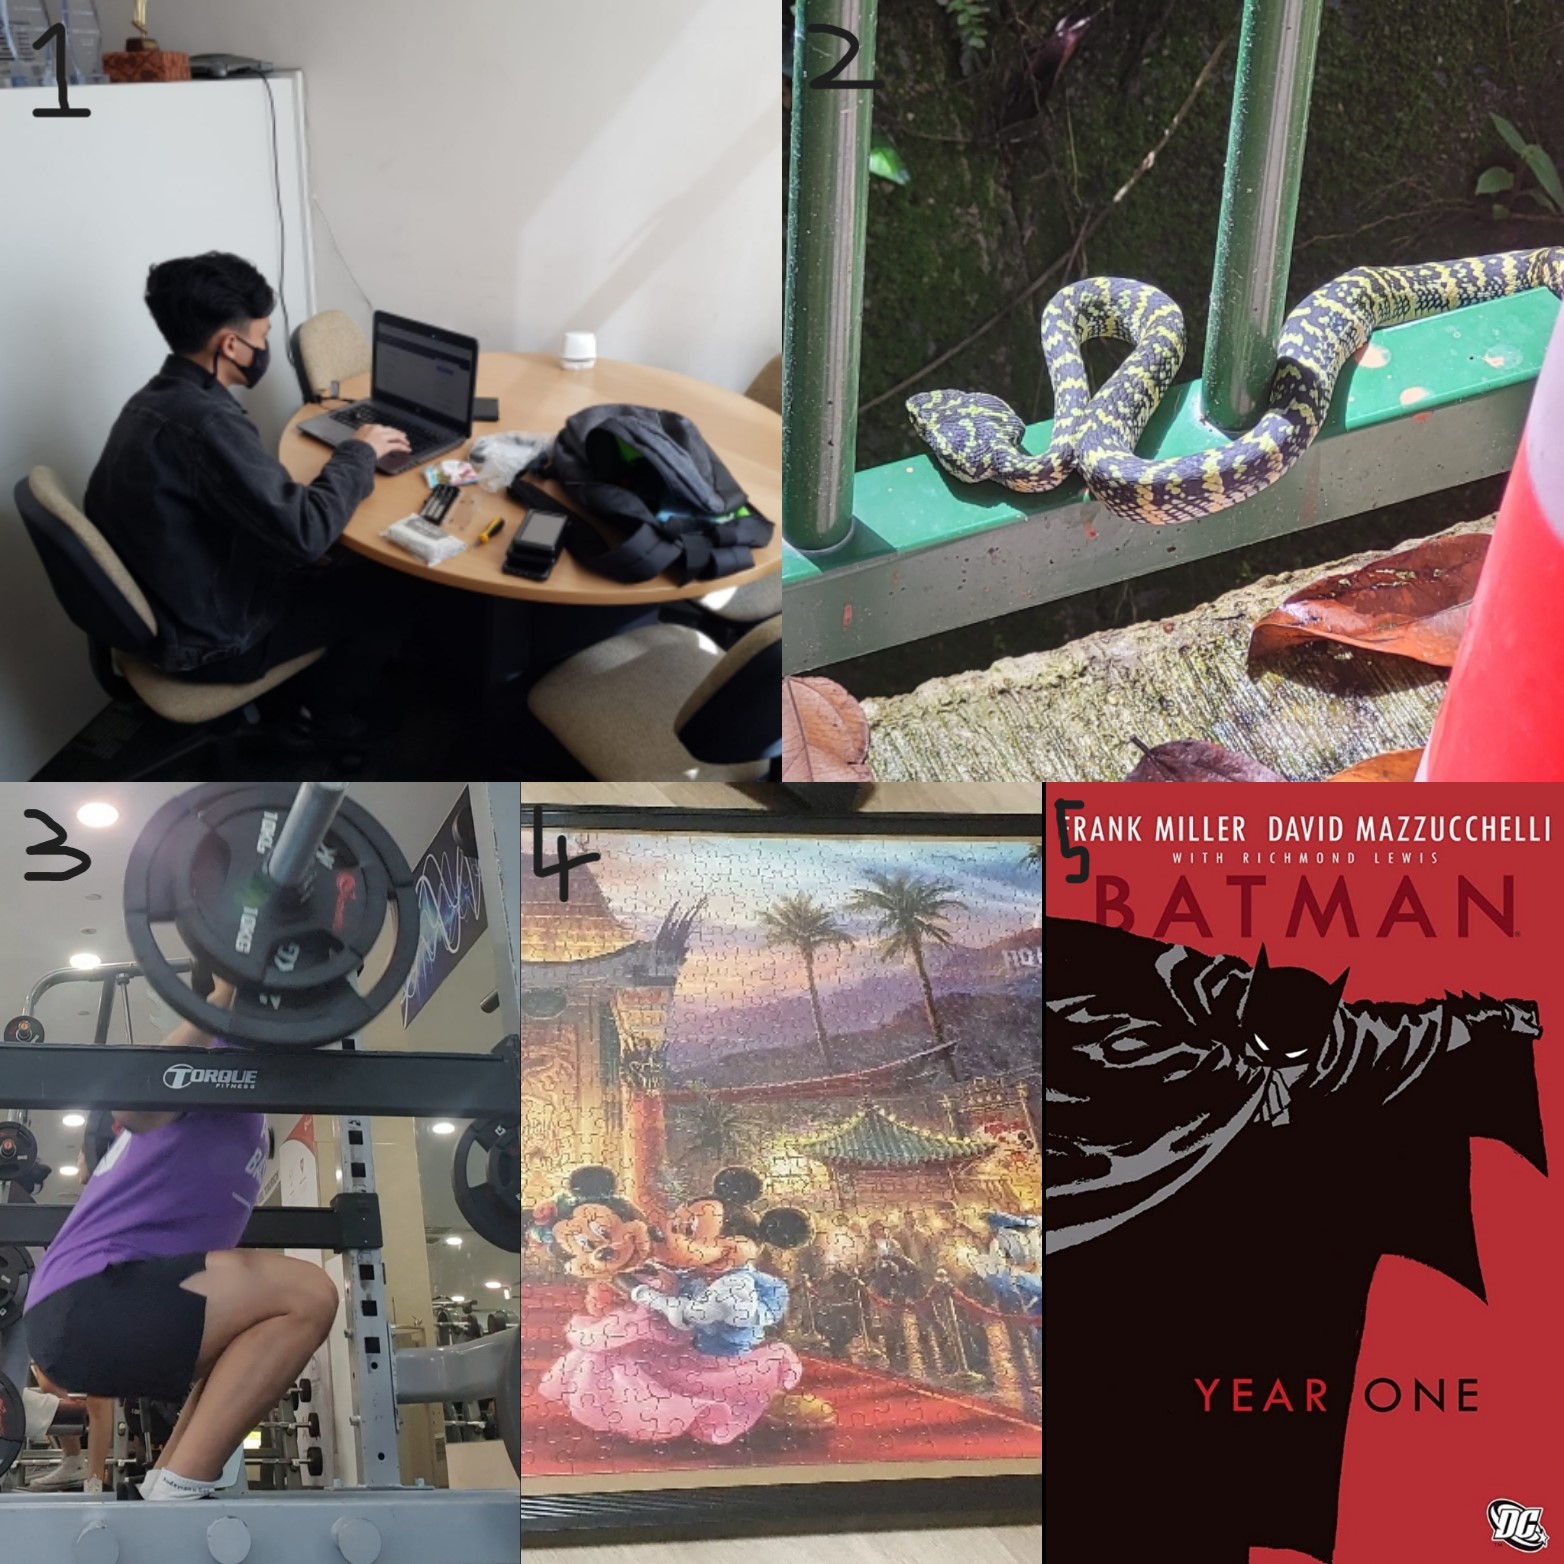 1
2
3
TORQUE
10KG
TORQUE
FITNESS
4
5
FRANK MILLER DAVID MAZZUCCHELLI
WITH RICHMOND LEWIS
BATMAN
YEAR ONE
DC